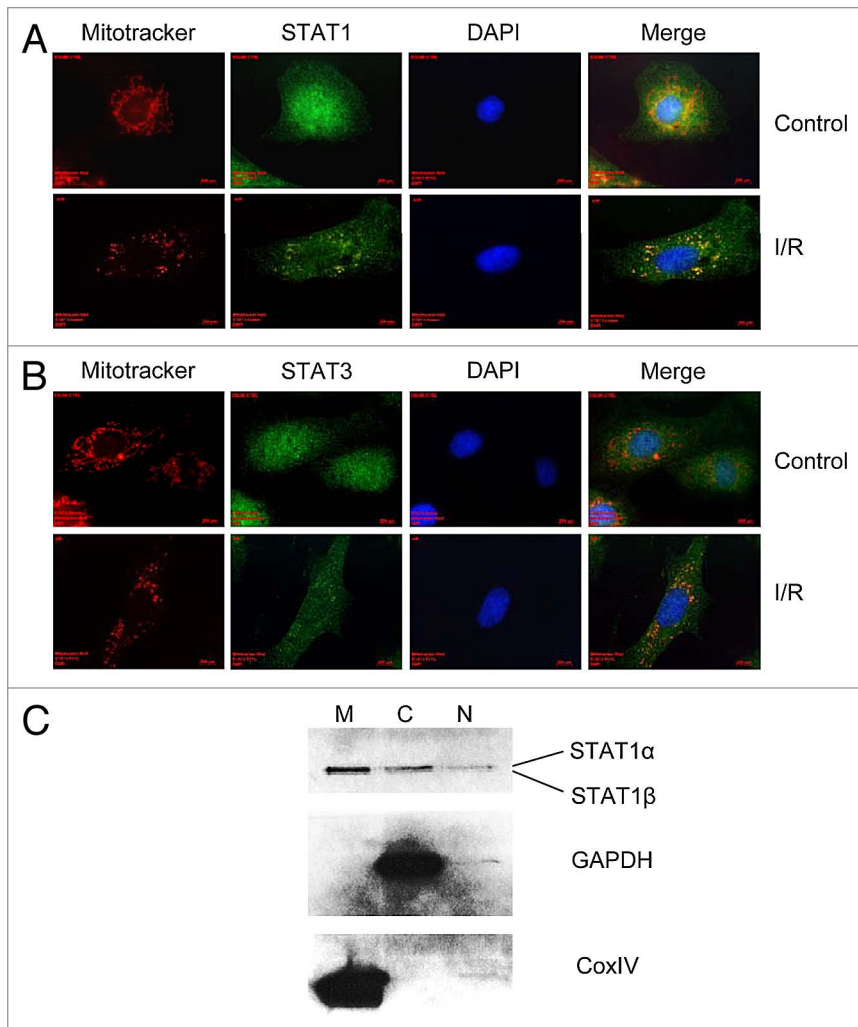 A
Mitotracker STAT1 DAPI Merge
Control
I/R
B
Mitotracker STAT3 DAPI Merge
Control
I/R
C
M C N
STAT1α
STAT1β
GAPDH
CoxIV